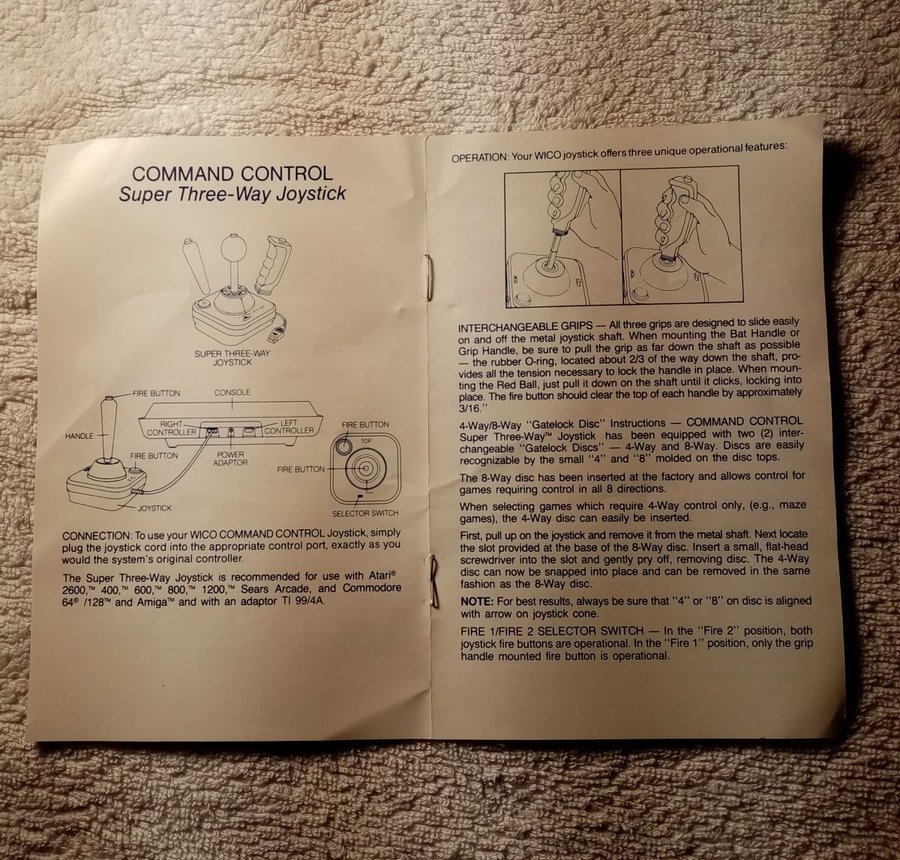 COMMAND CONTROL
Super Three-Way Joystick
SUPER THREE-WAY
JOYSTICK
FIRE BUTTON
CONSOLE
RIGHT
CONTROLLER
LEFT
CONTROLLER
FIRE BUTTON
HANDLE
TOP
FIRE BUTTON
POWER
ADAPTOR
FIRE BUTTON
JOYSTICK
SELECTOR SWITCH
CONNECTION: To use your WICO COMMAND CONTROL Joystick, simply
plug the joystick cord into the appropriate control port, exactly as you
would the system's original controller.
The Super Three-Way Joystick is recommended for use with Atari®
2600,™ 400,™ 600,™ 800,™ 1200,™ Sears Arcade, and Commodore
64® /128™ and Amiga™ and with an adaptor TI 99/4A.
OPERATION: Your WICO joystick offers three unique operational features:
INTERCHANGEABLE GRIPS — All three grips are designed to slide easily
on and off the metal joystick shaft. When mounting the Bat Handle or
Grip Handle, be sure to pull the grip as far down the shaft as possible
— the rubber O-ring, located about 2/3 of the way down the shaft, pro-
vides all the tension necessary to lock the handle in place. When moun-
ting the Red Ball, just pull it down on the shaft until it clicks, locking into
place. The fire button should clear the top of each handle by approximately
3/16."
4-Way/8-Way "Gatelock Disc" Instructions — COMMAND CONTROL
Super Three-Way™ Joystick has been equipped with two (2) inter-
changeable "Gatelock Discs" — 4-Way and 8-Way. Discs are easily
recognizable by the small "4" and "8" molded on the disc tops.
The 8-Way disc has been inserted at the factory and allows control for
games requiring control in all 8 directions.
When selecting games which require 4-Way control only, (e.g., maze
games), the 4-Way disc can easily be inserted.
First, pull up on the joystick and remove it from the metal shaft. Next locate
the slot provided at the base of the 8-Way disc. Insert a small, flat-head
screwdriver into the slot and gently pry off, removing disc. The 4-Way
disc can now be snapped into place and can be removed in the same
fashion as the 8-Way disc.
NOTE: For best results, always be sure that "4" or "8" on disc is aligned
with arrow on joystick cone.
FIRE 1/FIRE 2 SELECTOR SWITCH — In the "Fire 2" position, both
joystick fire buttons are operational. In the "Fire 1" position, only the grip
handle mounted fire button is operational.